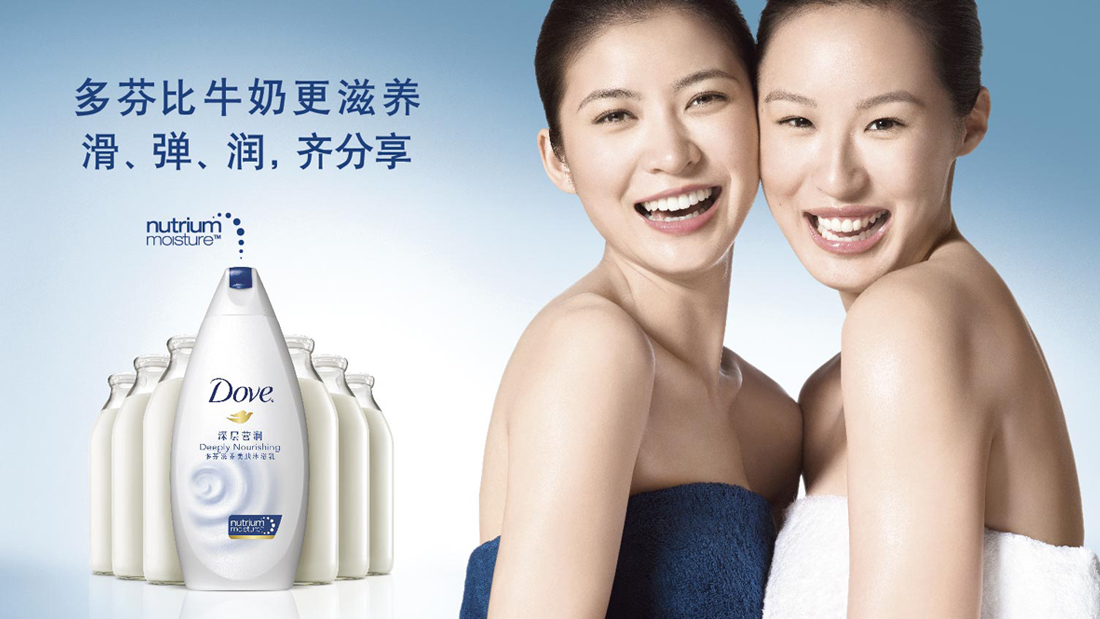 多芬比牛奶更滋养
滑、弹、润,齐分享
nutrium
moisture™
Dove
深层营润
Deeply Nourishing
nutrium
moisture